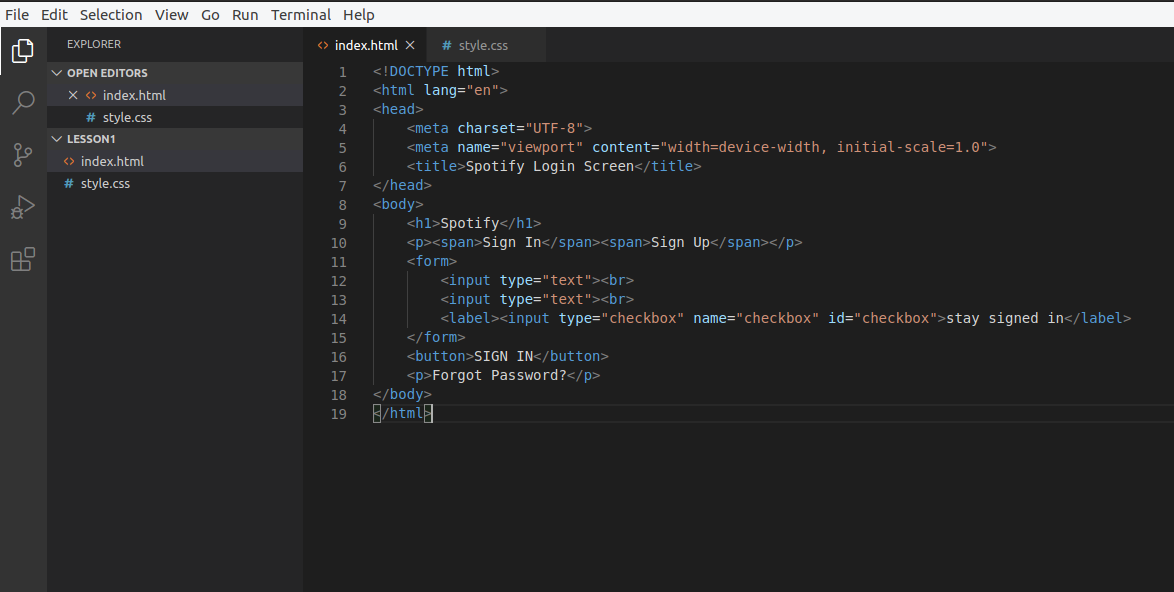 File Edit Selection View Go Run Terminal Help
EXPLORER
OPEN EDITORS
index.html
# style.css
LESSON1
<> index.html
# style.css
<> index.html
# style.css
1 <!DOCTYPE html>
2 <html lang="en">
3 <head>
4 <meta charset="UTF-8">
5 <meta name="viewport" content="width=device-width, initial-scale=1.0">
6 <title>Spotify Login Screen</title>
7 </head>
8 <body>
9 <h1>Spotify</h1>
10 <p><span>Sign In</span><span>Sign Up</span></p>
11 <form>
12 <input type="text"><br>
13 <input type="text"><br>
14 <label><input type="checkbox" name="checkbox" id="checkbox">stay signed in</label>
15 </form>
16 <button>SIGN IN</button>
17 <p>Forgot Password?</p>
18 </body>
19 </html>